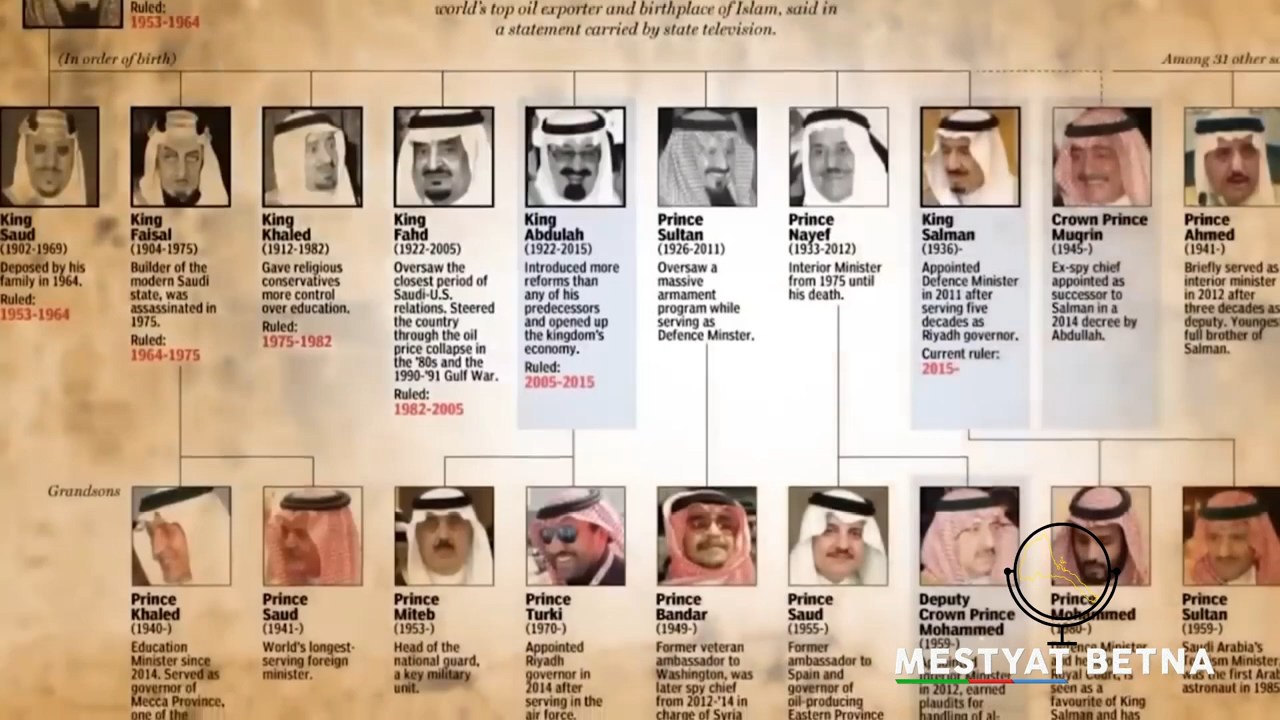 Ruled:
1953-1964
world's top oil exporter and birthplace of Islam, said in
a statement carried by state television.
(In order of birth)
Among 31 other
King
Saud
(1902-1969)
Deposed by his
family in 1964.
Ruled:
1953-1964
King
Faisal
(1904-1975)
Builder of the
modern Saudi
state, was
assassinated in
1975.
Ruled:
1964-1975
King
Khaled
(1912-1982)
Gave religious
conservatives
more control
over education.
Ruled:
1975-1982
King
Fahd
(1922-2005)
Oversaw the
closest period of
Saudi-U.S.
relations. Steered
the country
through the oil
price collapse in
the '80s and the
1990-'91 Gulf War.
Ruled:
1982-2005
King
Abdulah
(1922-2015)
Introduced more
reforms than
any of his
predecessors
and opened up
the kingdom's
economy.
Ruled:
2005-2015
Prince
Sultan
(1926-2011)
Oversaw a
massive
armament
program while
serving as
Defence Minster.
Prince
Nayef
(1933-2012)
Interior Minister
from 1975 until
his death.
King
Salman
(1936)-
Appointed
Defence Minister
in 2011 after
serving five
decades as
Riyadh governor.
Current ruler:
2015-
Crown Prince
Muqrin
(1945-)
Ex-spy chief
appointed as
successor to
Salman in a
2014 decree by
Abdullah.
Prince
Ahmed
(1941-)
Briefly served as
interior minister
in 2012 after
three decades as
deputy. Younges
full brother of
Salman.
Grandsons
Prince
Khaled
(1940-)
Education
Minister since
2014. Served as
governor of
Mecca Province,
one of the
Prince
Saud
(1941-)
World's longest-
serving foreign
minister.
Prince
Miteb
(1953-)
Head of the
national guard,
a key military
unit.
Prince
Turki
(1970-)
Appointed
Riyadh
governor in
2014 after
serving in the
air force.
Prince
Bandar
(1949-)
Former veteran
ambassador to
Washington, was
later spy chief
from 2012-'14 in
charge of Syria
Prince
Saud
(1955-)
Former
ambassador to
Spain and
governor of
oil-producing
Eastern Province
Deputy
Crown Prince
Mohammed
(1959-)
Interior Minister
in 2012, earned
plaudits for
handling of al-
Prince
Mohammed
(1980-)
Minister
Royal Court,
seen as a
favourite of King
Salman and has
Prince
Sultan
(1959-)
Arabia's
Minister
was the first Arab
astronaut in 1985
MESTYAT BETNA